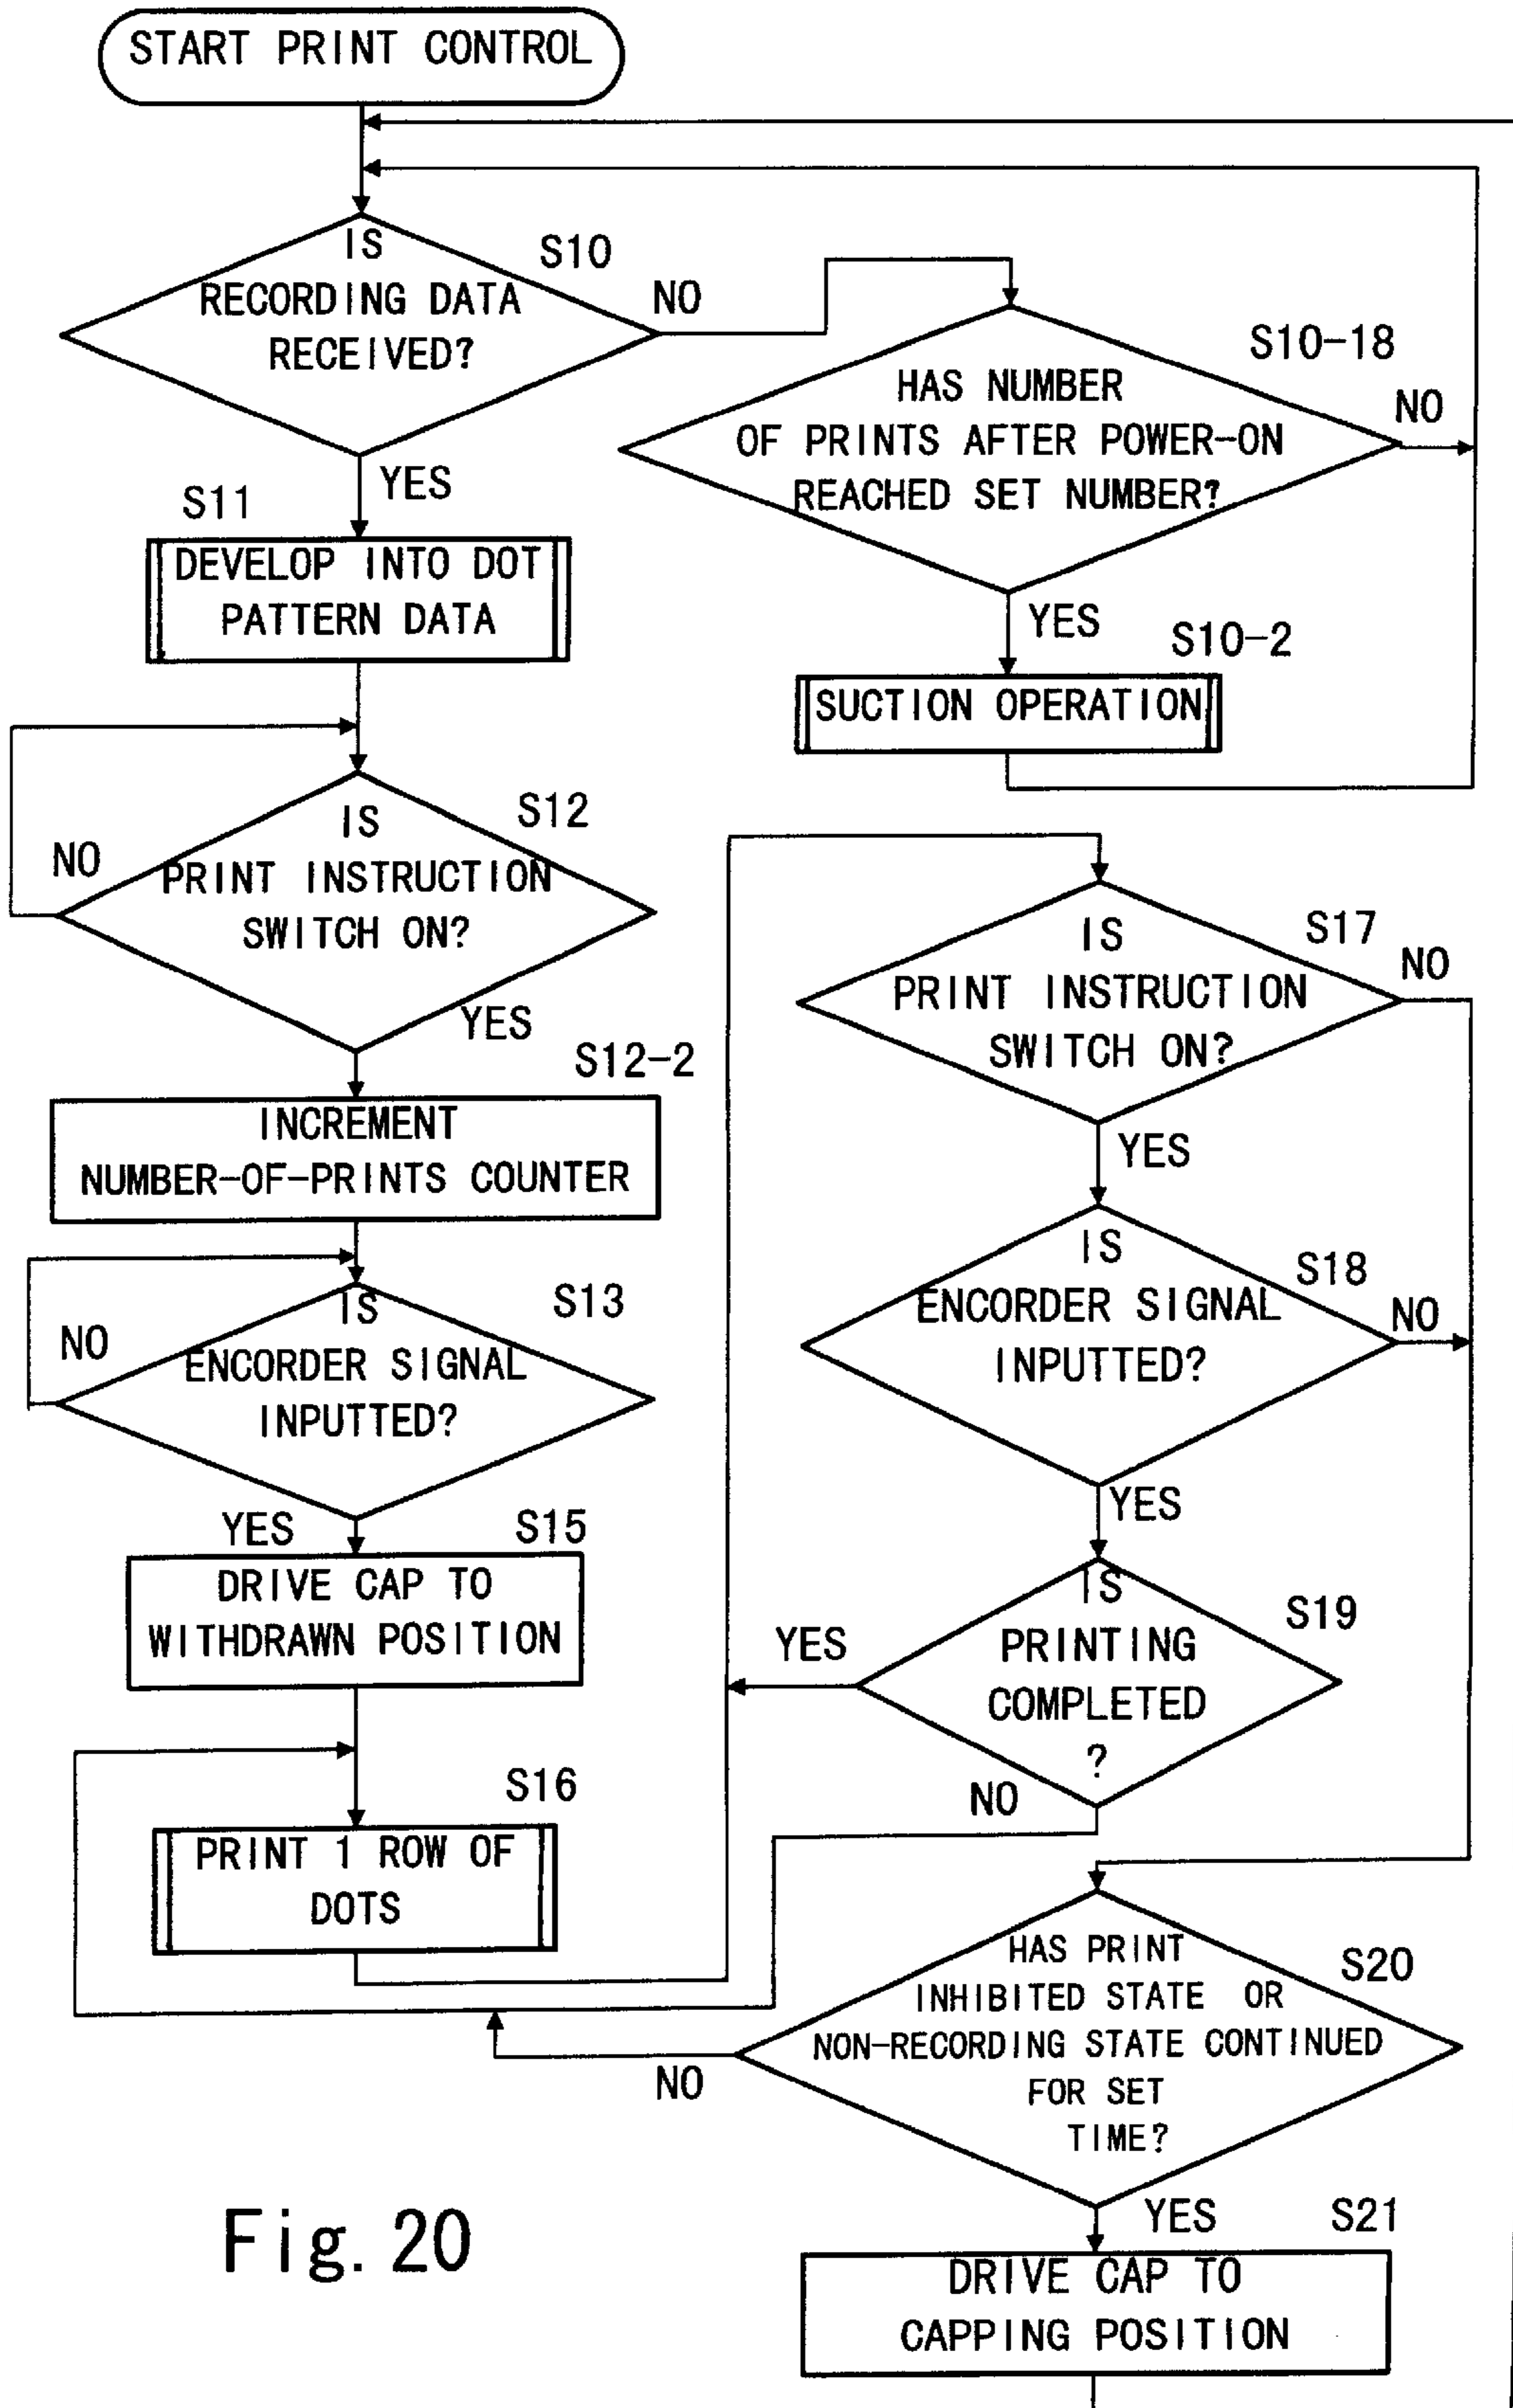 START PRINT CONTROL
IS
RECORDING DATA
RECEIVED?
S10
NO
YES
HAS NUMBER
OF PRINTS AFTER POWER-ON
REACHED SET NUMBER?
S10-18
NO
YES
S10-2
SUCTION OPERATION
S11
DEVELOP INTO DOT
PATTERN DATA
IS
PRINT INSTRUCTION
SWITCH ON?
S12
NO
YES
S12-2
INCREMENT
NUMBER-OF-PRINTS COUNTER
IS
ENCORDER SIGNAL
INPUTTED?
S13
NO
YES
S15
DRIVE CAP TO
WITHDRAWN POSITION
S16
PRINT 1 ROW OF
DOTS
IS
PRINT INSTRUCTION
SWITCH ON?
S17
NO
YES
IS
ENCORDER SIGNAL
INPUTTED?
S18
NO
YES
IS
PRINTING
COMPLETED
?
S19
YES
NO
HAS PRINT
INHIBITED STATE OR
NON-RECORDING STATE CONTINUED
FOR SET
TIME?
S20
NO
YES
S21
DRIVE CAP TO
CAPPING POSITION
Fig. 20